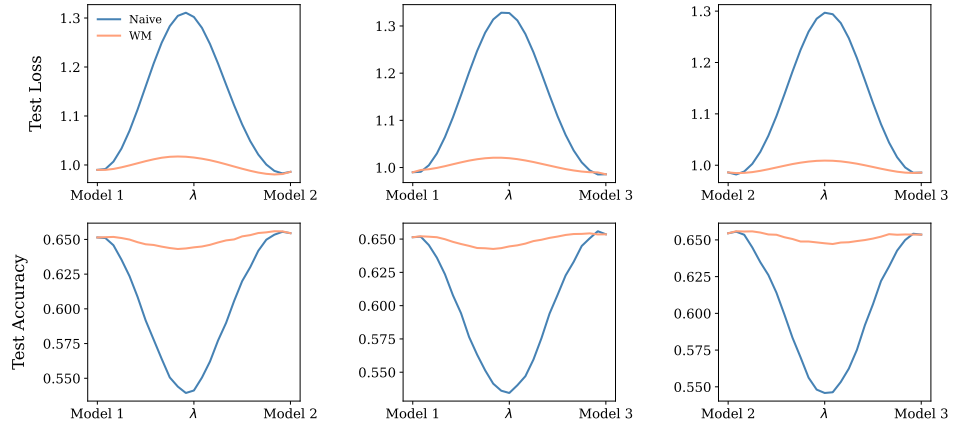 Test Loss
1.3
1.2
1.1
1.0
Naive
WM
Model 1 λ Model 2
1.3
1.2
1.1
1.0
Model 1 λ Model 3
1.3
1.2
1.1
1.0
Model 2 λ Model 3
Test Accuracy
0.650
0.625
0.600
0.575
0.550
Model 1 λ Model 2
0.650
0.625
0.600
0.575
0.550
Model 1 λ Model 3
0.650
0.625
0.600
0.575
0.550
Model 2 λ Model 3